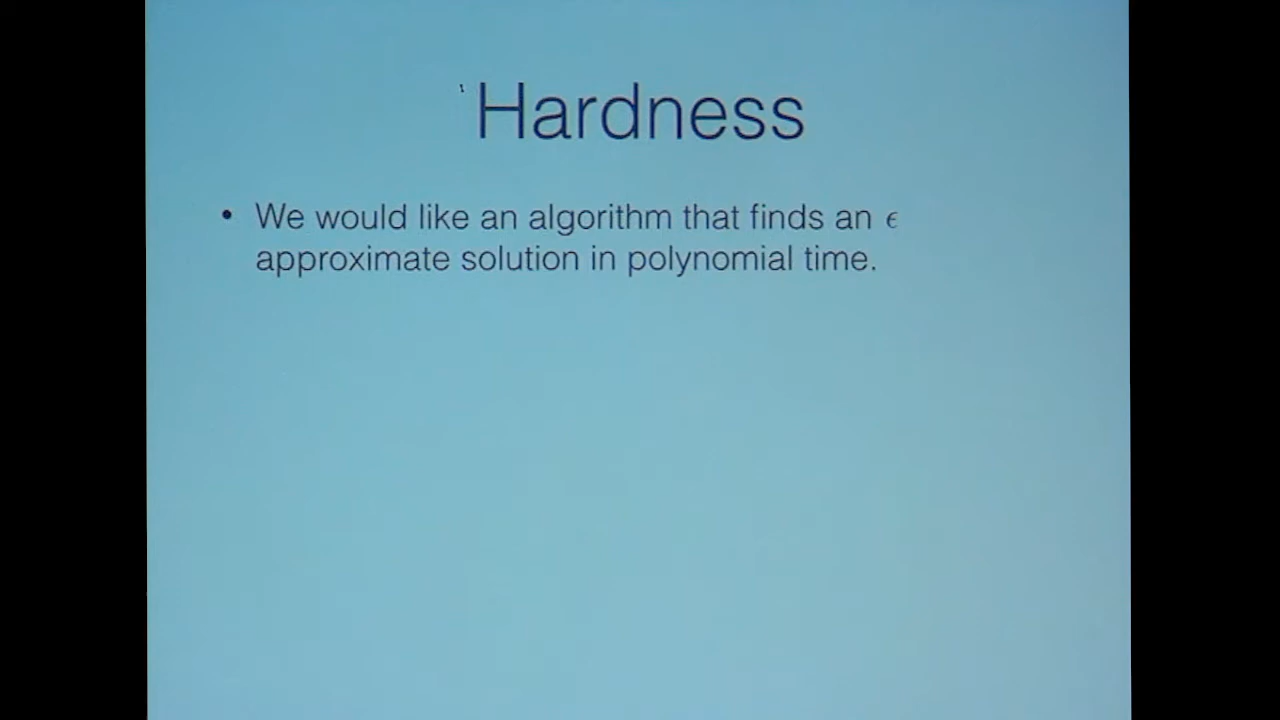 Hardness
• We would like an algorithm that finds an ϵ
approximate solution in polynomial time.